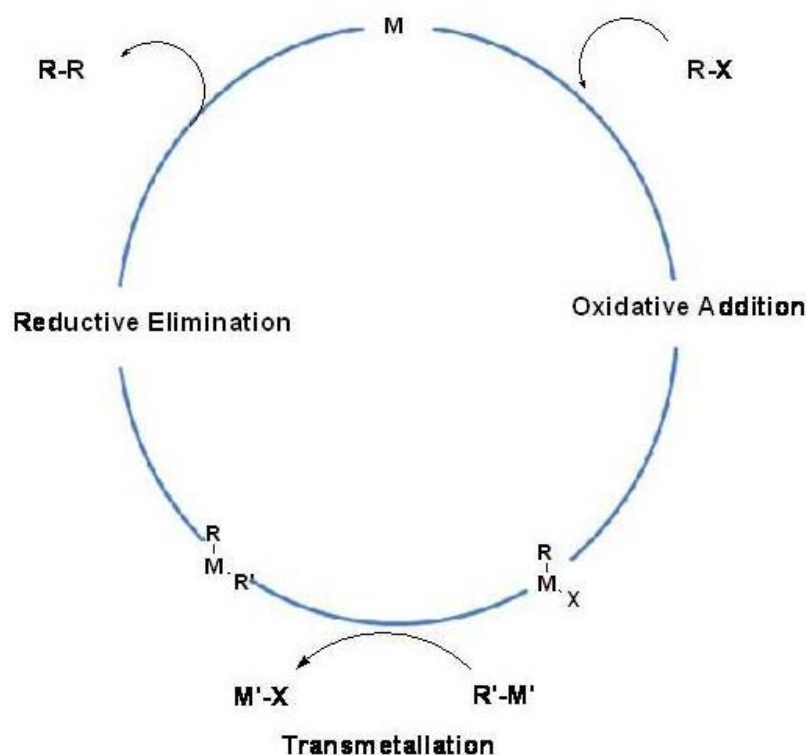 M
R-R
R-X
Reductive Elimination
Oxidative Addition
R
M
R'
R
M
X
M'-X
R'-M'
Transmetallation